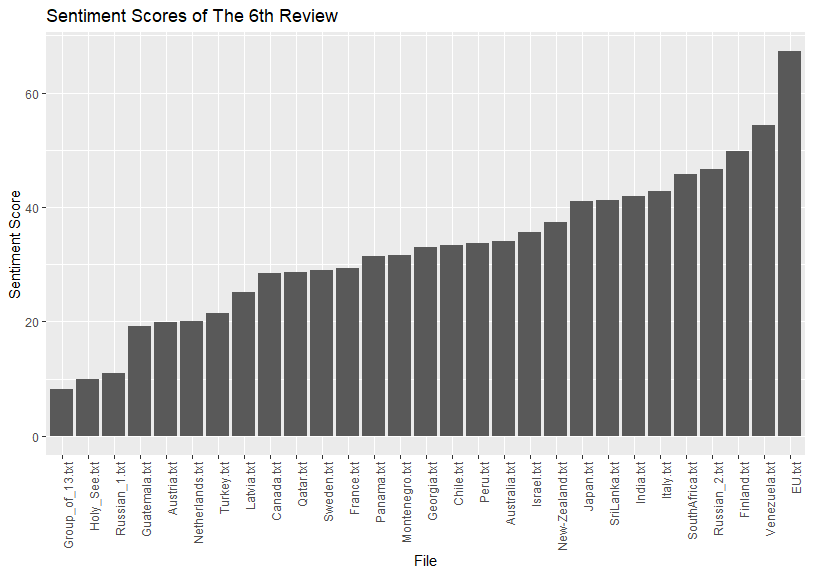 Sentiment Scores of The 6th Review
Sentiment Score
60
40
20
0
Group_of_13.txt
Holy_See.txt
Russian_1.txt
Guatemala.txt
Austria.txt
Netherlands.txt
Turkey.txt
Latvia.txt
Canada.txt
Qatar.txt
Sweden.txt
France.txt
Panama.txt
Montenegro.txt
Georgia.txt
Chile.txt
Peru.txt
Australia.txt
Israel.txt
New-Zealand.txt
Japan.txt
SriLanka.txt
India.txt
Italy.txt
SouthAfrica.txt
Russian_2.txt
Finland.txt
Venezuela.txt
EU.txt
File